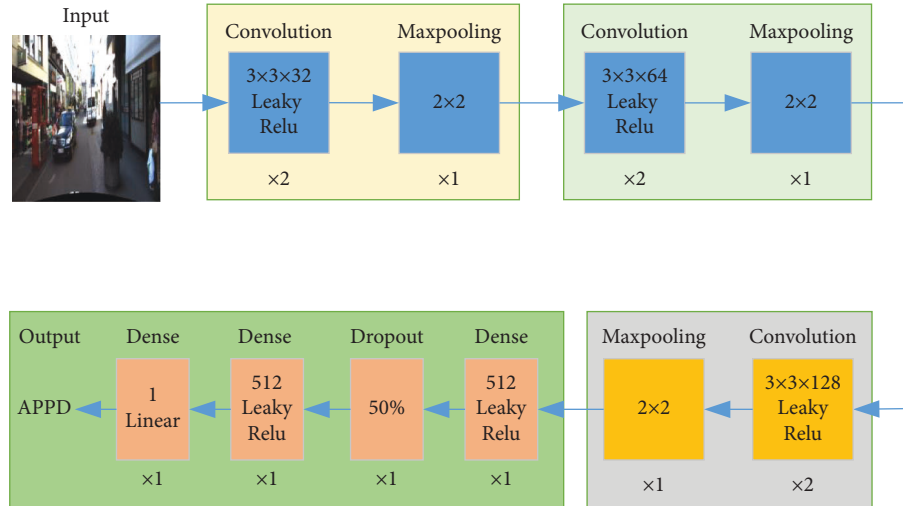 Input
Convolution
3×3×32
Leaky
Relu
×2
Maxpooling
2×2
×1
Convolution
3×3×64
Leaky
Relu
×2
Maxpooling
2×2
×1
Convolution
3×3×128
Leaky
Relu
×2
Maxpooling
2×2
×1
Dense
512
Leaky
Relu
×1
Dropout
50%
×1
Dense
512
Leaky
Relu
×1
Dense
1
Linear
×1
Output
APPD